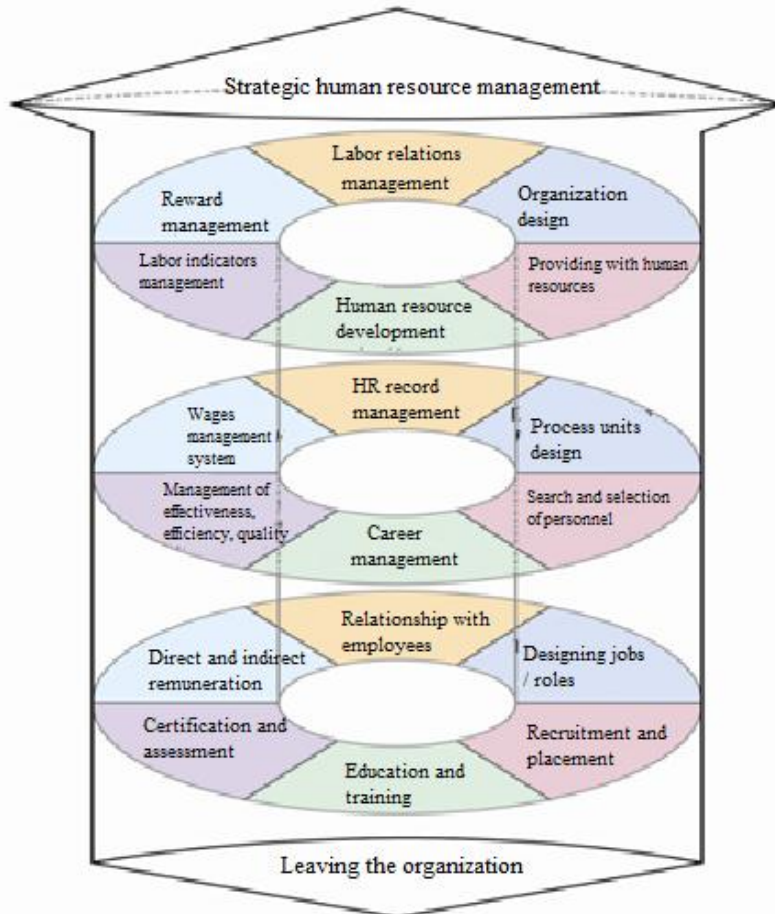 Strategic human resource management
Labor relations
management
Reward
management
Organization
design
Labor indicators
management
Providing with human
resources
Human resource
development
HR record
management
Wages
management
system
Process units
design
Management of
effectiveness,
efficiency, quality
Search and selection
of personnel
Career
management
Relationship with
employees
Direct and indirect
remuneration
Designing jobs
/ roles
Certification and
assessment
Recruitment and
placement
Education and
training
Leaving the organization